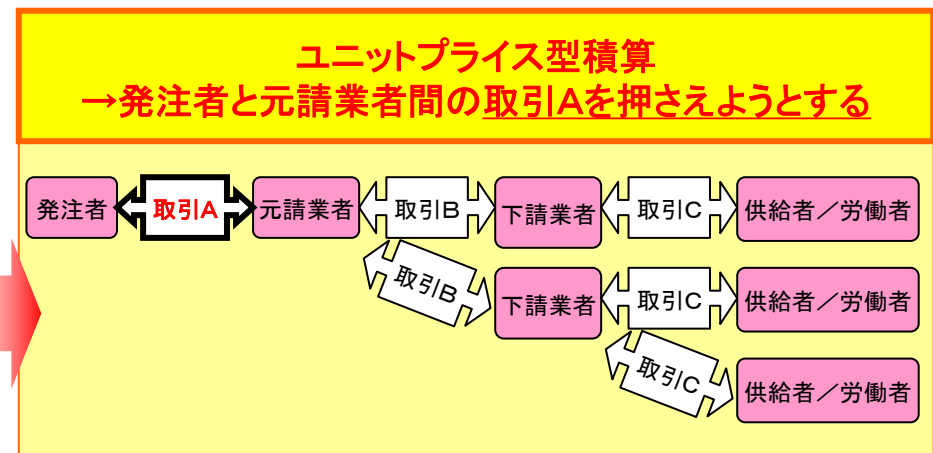 ユニットプライス型積算
→発注者と元請業者間の取引Aを押さえようとする
発注者 取引A 元請業者 取引B 下請業者 取引C 供給者／労働者
取引B 下請業者 取引C 供給者／労働者
取引C 供給者／労働者